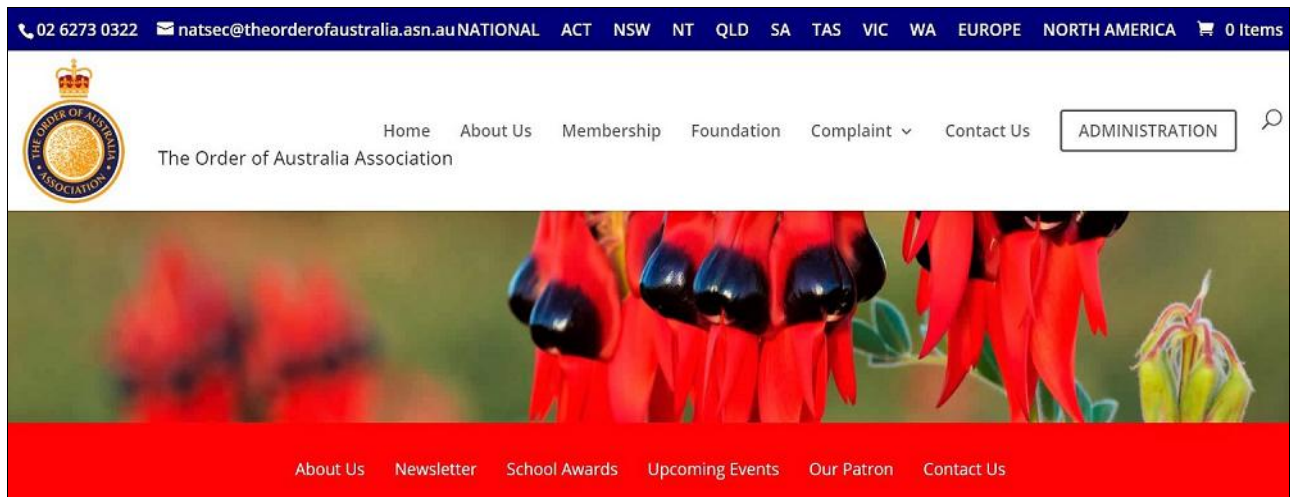 02 6273 0322 natsec@theorderofaustralia.asn.au NATIONAL ACT NSW NT QLD SA TAS VIC WA EUROPE NORTH AMERICA 0 Items
THE ORDER OF AUSTRALIA
ASSOCIATION
Home About Us Membership Foundation Complaint Contact Us ADMINISTRATION
The Order of Australia Association
About Us Newsletter School Awards Upcoming Events Our Patron Contact Us